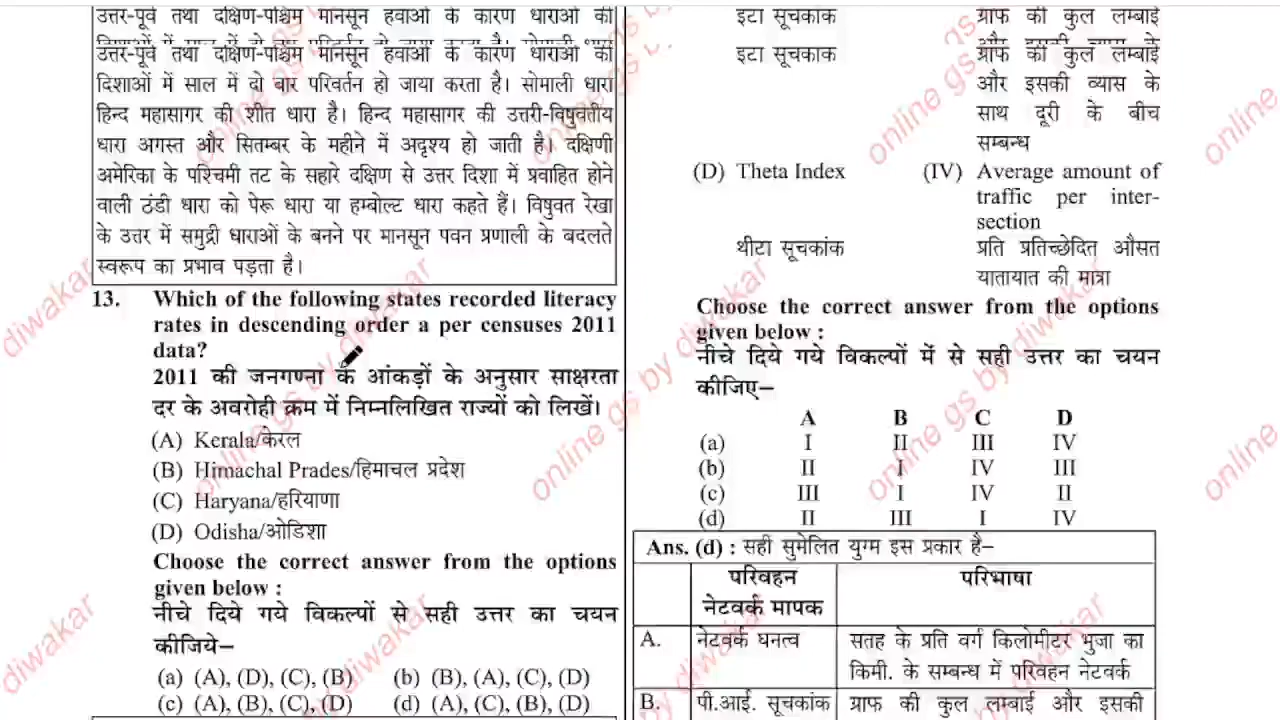 उत्तर-पूर्व तथा दक्षिण-पश्चिम मानसून हवाओं के कारण धाराओं की
उत्तर-पूर्व तथा दक्षिण-पश्चिम मानसून हवाओं के कारण धाराओं की
दिशाओं में साल में दो बार परिवर्तन हो जाया करता है। सोमाली धारा
हिन्द महासागर की शीत धारा है। हिन्द महासागर की उत्तरी-विषुवतीय
धारा अगस्त और सितम्बर के महीने में अदृश्य हो जाती है। दक्षिणी
अमेरिका के पश्चिमी तट के सहारे दक्षिण से उत्तर दिशा में प्रवाहित होने
वाली ठंडी धारा को पेरू धारा या हम्बोल्ट धारा कहते हैं। विषुवत रेखा
के उत्तर में समुद्री धाराओं के बनने पर मानसून पवन प्रणाली के बदलते
स्वरूप का प्रभाव पड़ता है।
13. Which of the following states recorded literacy
rates in descending order a per censuses 2011
data?
2011 की जनगणना के आंकड़ों के अनुसार साक्षरता
दर के अवरोही क्रम में निम्नलिखित राज्यों को लिखें।
(A) Kerala/केरल
(B) Himachal Prades/हिमाचल प्रदेश
(C) Haryana/हरियाणा
(D) Odisha/ओडिशा
Choose the correct answer from the options
given below :
नीचे दिये गये विकल्पों से सही उत्तर का चयन
कीजिये–
(a) (A), (D), (C), (B) (b) (B), (A), (C), (D)
(c) (A), (B), (C), (D) (d) (A), (C), (B), (D)
इटा सूचकांक ग्राफ की कुल लम्बाई
इटा सूचकांक ग्राफ की कुल लम्बाई
और इसकी व्यास के
साथ दूरी के बीच
सम्बन्ध
(D) Theta Index (IV) Average amount of
traffic per inter-
section
थीटा सूचकांक प्रति प्रतिच्छेदित औसत
यातायात की मात्रा
Choose the correct answer from the options
given below :
नीचे दिये गये विकल्पों में से सही उत्तर का चयन
कीजिए–
A B C D
(a) I II III IV
(b) II I IV III
(c) III I IV II
(d) II III I IV
Ans. (d) : सही सुमेलित युग्म इस प्रकार है–
परिवहन परिभाषा
नेटवर्क मापक
A. नेटवर्क घनत्व सतह के प्रति वर्ग किलोमीटर भुजा का
किमी. के सम्बन्ध में परिवहन नेटवर्क
B. पी.आई. सूचकांक ग्राफ की कुल लम्बाई और इसकी
online gs by diwakar